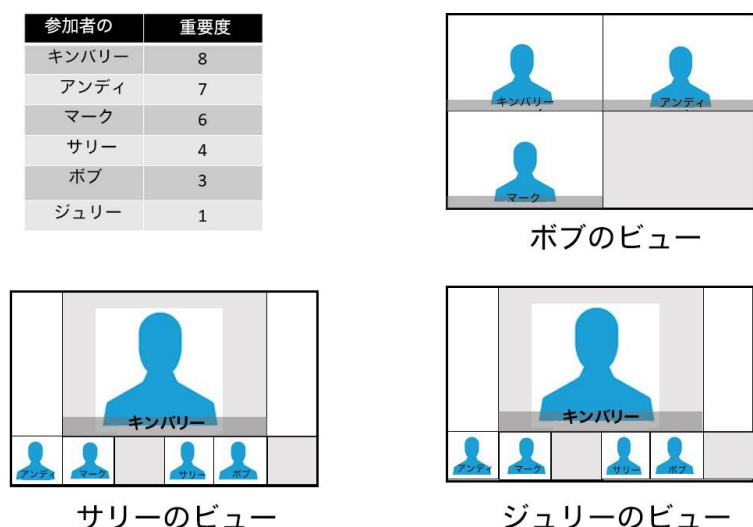 参加者の 重要度
キンバリー 8
アンディ 7
マーク 6
サリー 4
ボブ 3
ジュリー 1
キンバリー アンディ
マーク
ボブのビュー
キンバリー
アンディ マーク サリー ボブ
サリーのビュー
キンバリー
アンディ マーク サリー ボブ
ジュリーのビュー